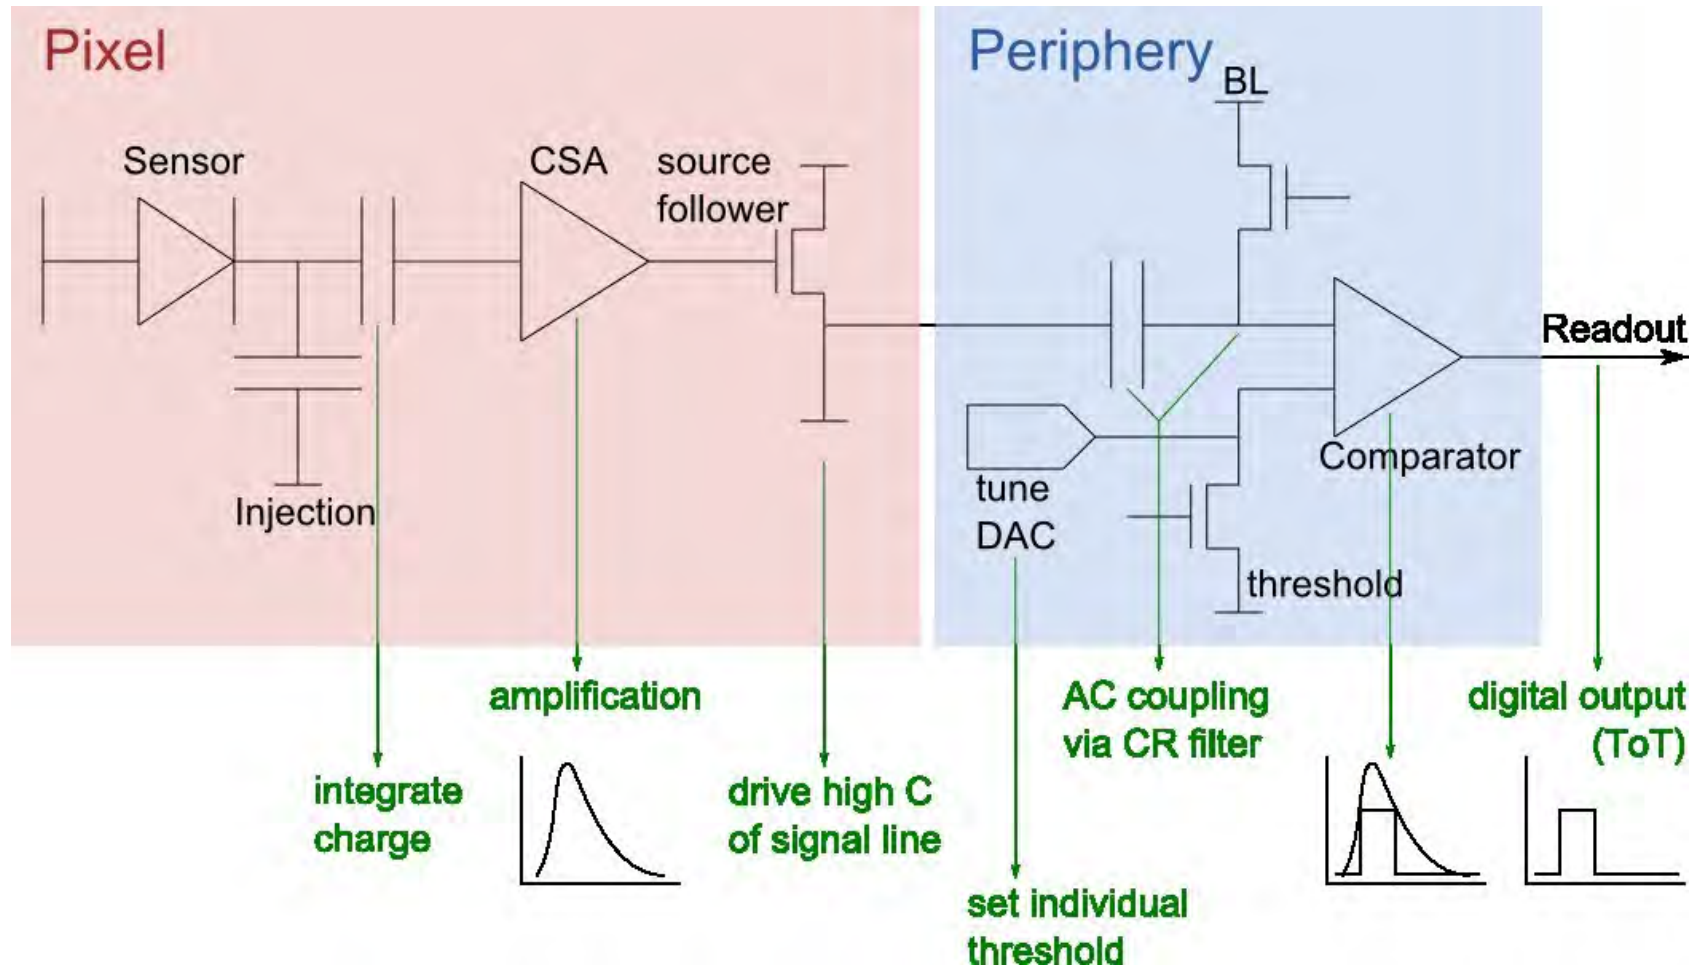 Pixel
Periphery
BL
Sensor
CSA
source
follower
Readout
Injection
tune
DAC
Comparator
threshold
amplification
AC coupling
via CR filter
digital output
(ToT)
integrate
charge
drive high C
of signal line
set individual
threshold